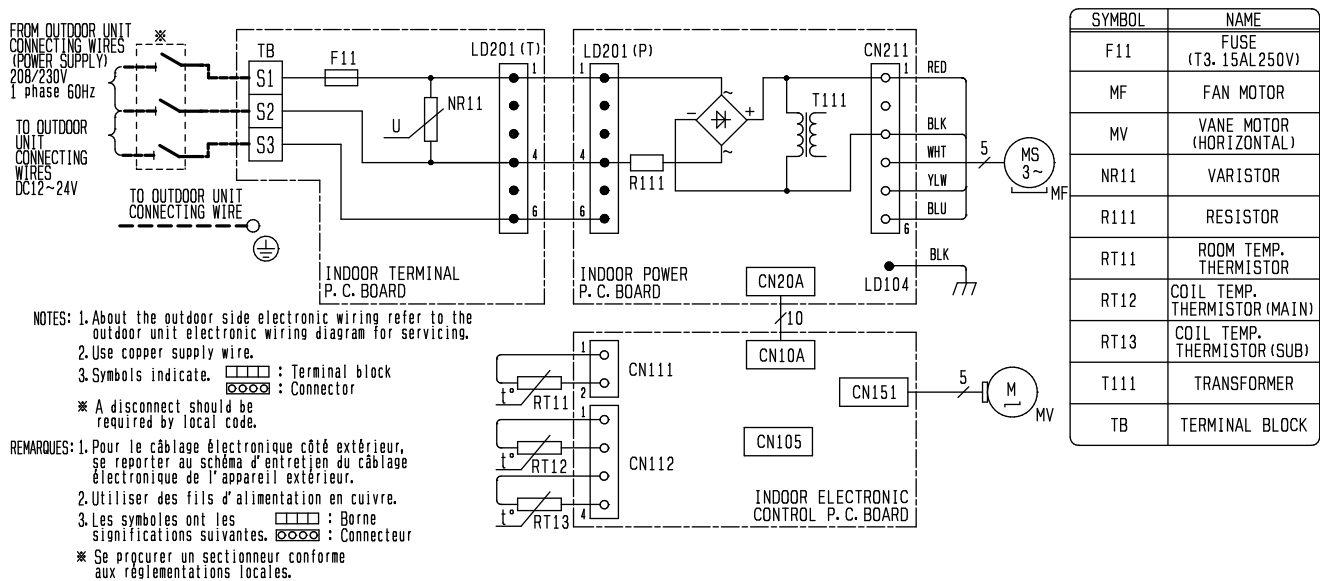 FROM OUTDOOR UNIT
CONNECTING WIRES
(POWER SUPPLY)
208/230V
1 phase 60Hz
※
TO OUTDOOR
UNIT
CONNECTING
WIRES
DC12~24V
TO OUTDOOR UNIT
CONNECTING WIRE
TB
S1
S2
S3
F11
NR11
U
LD201(T)
1
4
6
INDOOR TERMINAL
P.C.BOARD
LD201(P)
1
4
6
R111
~
-
+
~
T111
CN211
1
6
RED
BLK
WHT
YLW
BLU
5
MS
3~
MF
BLK
LD104
INDOOR POWER
P.C.BOARD
CN20A
10
CN10A
CN111
1
2
t°
RT11
CN112
1
4
t°
RT12
t°
RT13
CN151
5
M
MV
CN105
INDOOR ELECTRONIC
CONTROL P.C.BOARD
NOTES: 1.About the outdoor side electronic wiring refer to the
outdoor unit electronic wiring diagram for servicing.
2.Use copper supply wire.
3.Symbols indicate. : Terminal block
: Connector
※ A disconnect should be
required by local code.
REMARQUES: 1.Pour le câblage électronique côté extérieur,
se reporter au schéma d'entretien du câblage
électronique de l'appareil extérieur.
2.Utiliser des fils d'alimentation en cuivre.
3.Les symboles ont les : Borne
significations suivantes. : Connecteur
※ Se procurer un sectionneur conforme
aux réglementations locales.
SYMBOL NAME
F11 FUSE
(T3.15AL250V)
MF FAN MOTOR
MV VANE MOTOR
(HORIZONTAL)
NR11 VARISTOR
R111 RESISTOR
RT11 ROOM TEMP.
THERMISTOR
RT12 COIL TEMP.
THERMISTOR(MAIN)
RT13 COIL TEMP.
THERMISTOR(SUB)
T111 TRANSFORMER
TB TERMINAL BLOCK